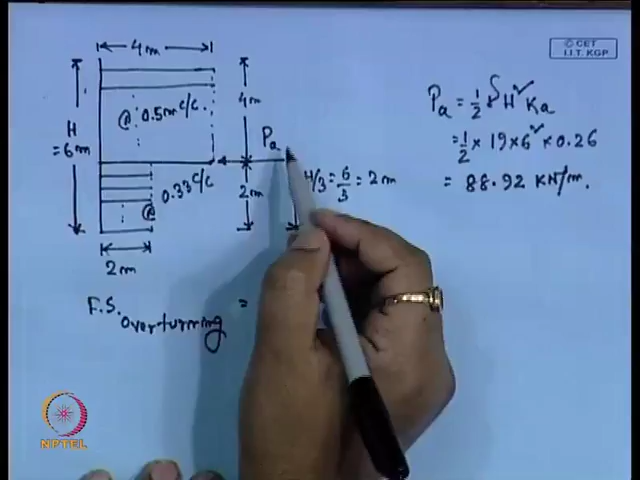 4m
© CET
I.I.T. KGP
H
=6m
@ 0.5m c/c.
4m
Pa
Pa = 1/2 γ H² Ka
= 1/2 × 19 × 6² × 0.26
= 88.92 KN/m.
@ 0.33 c/c
2m
H/3 = 6/3 = 2m
2m
F.S. overturning =
NPTEL